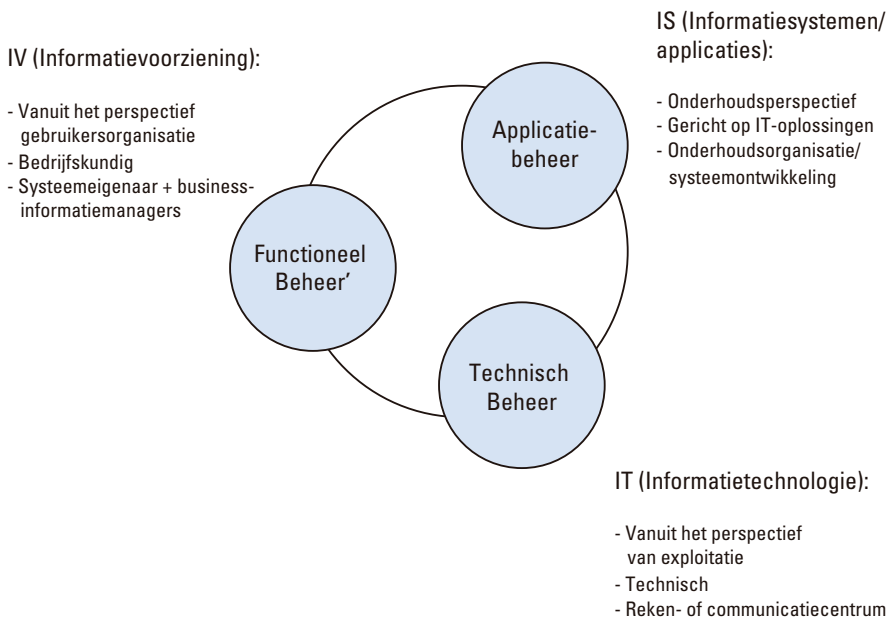 IV (Informatievoorziening):
- Vanuit het perspectief
gebruikersorganisatie
- Bedrijfskundig
- Systeemeigenaar + business-
informatiemanagers
IS (Informatiesystemen/
applicaties):
- Onderhoudsperspectief
- Gericht op IT-oplossingen
- Onderhoudsorganisatie/
systeemontwikkeling
Applicatie-
beheer
Functioneel
Beheer’
Technisch
Beheer
IT (Informatietechnologie):
- Vanuit het perspectief
van exploitatie
- Technisch
- Reken- of communicatiecentrum